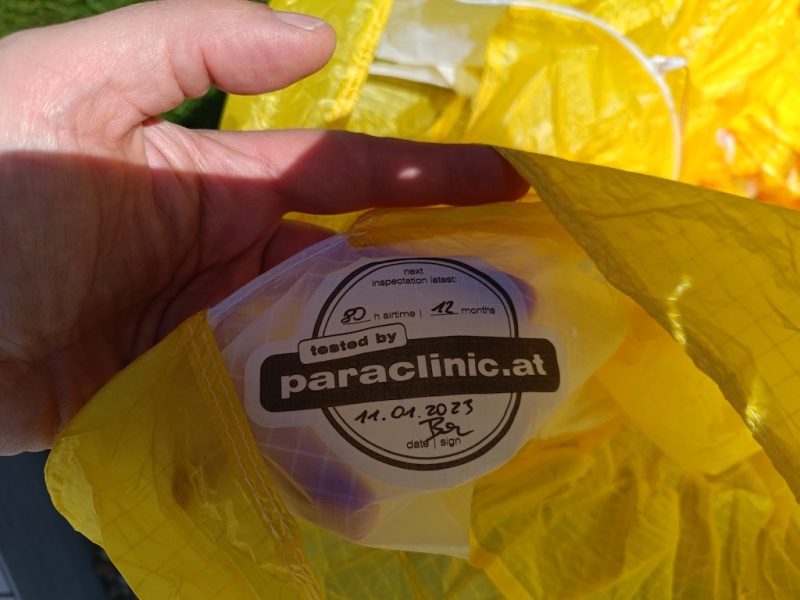 next
inspectation latest:
80 h airtime | 12 months
tested by
paraclinic.at
11.01.2023
date | sign